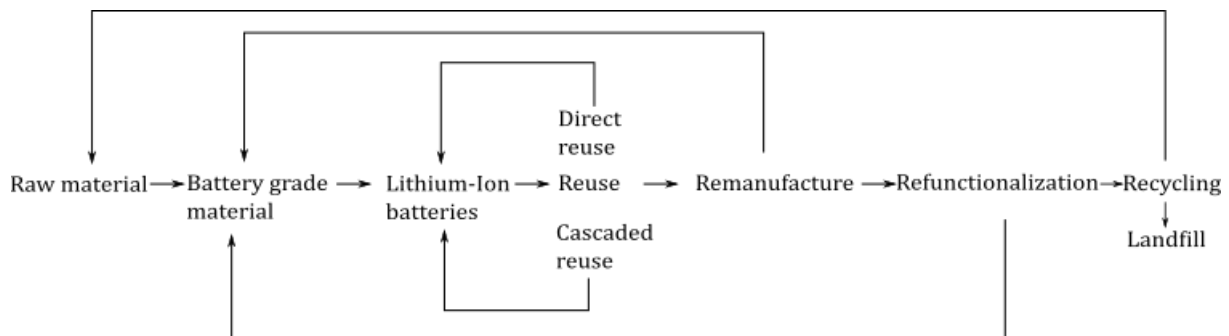 Direct
reuse
Raw material
Battery grade
material
Lithium-Ion
batteries
Reuse
Remanufacture
Refunctionalization
Recycling
Cascaded
reuse
Landfill